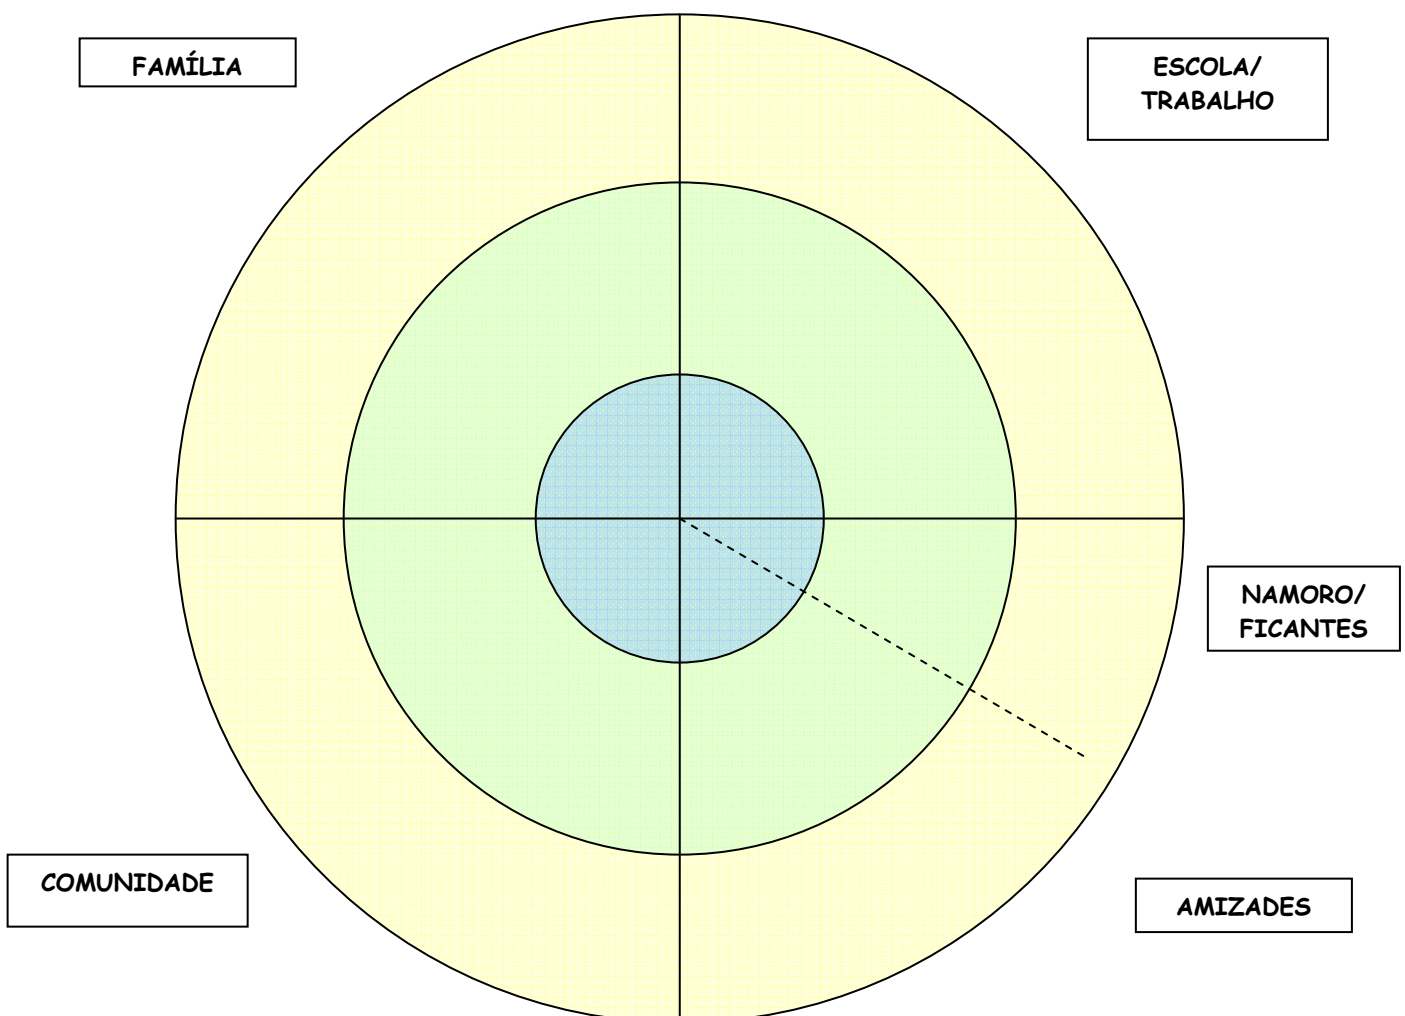 FAMÍLIA
ESCOLA/
TRABALHO
NAMORO/
FICANTES
COMUNIDADE
AMIZADES